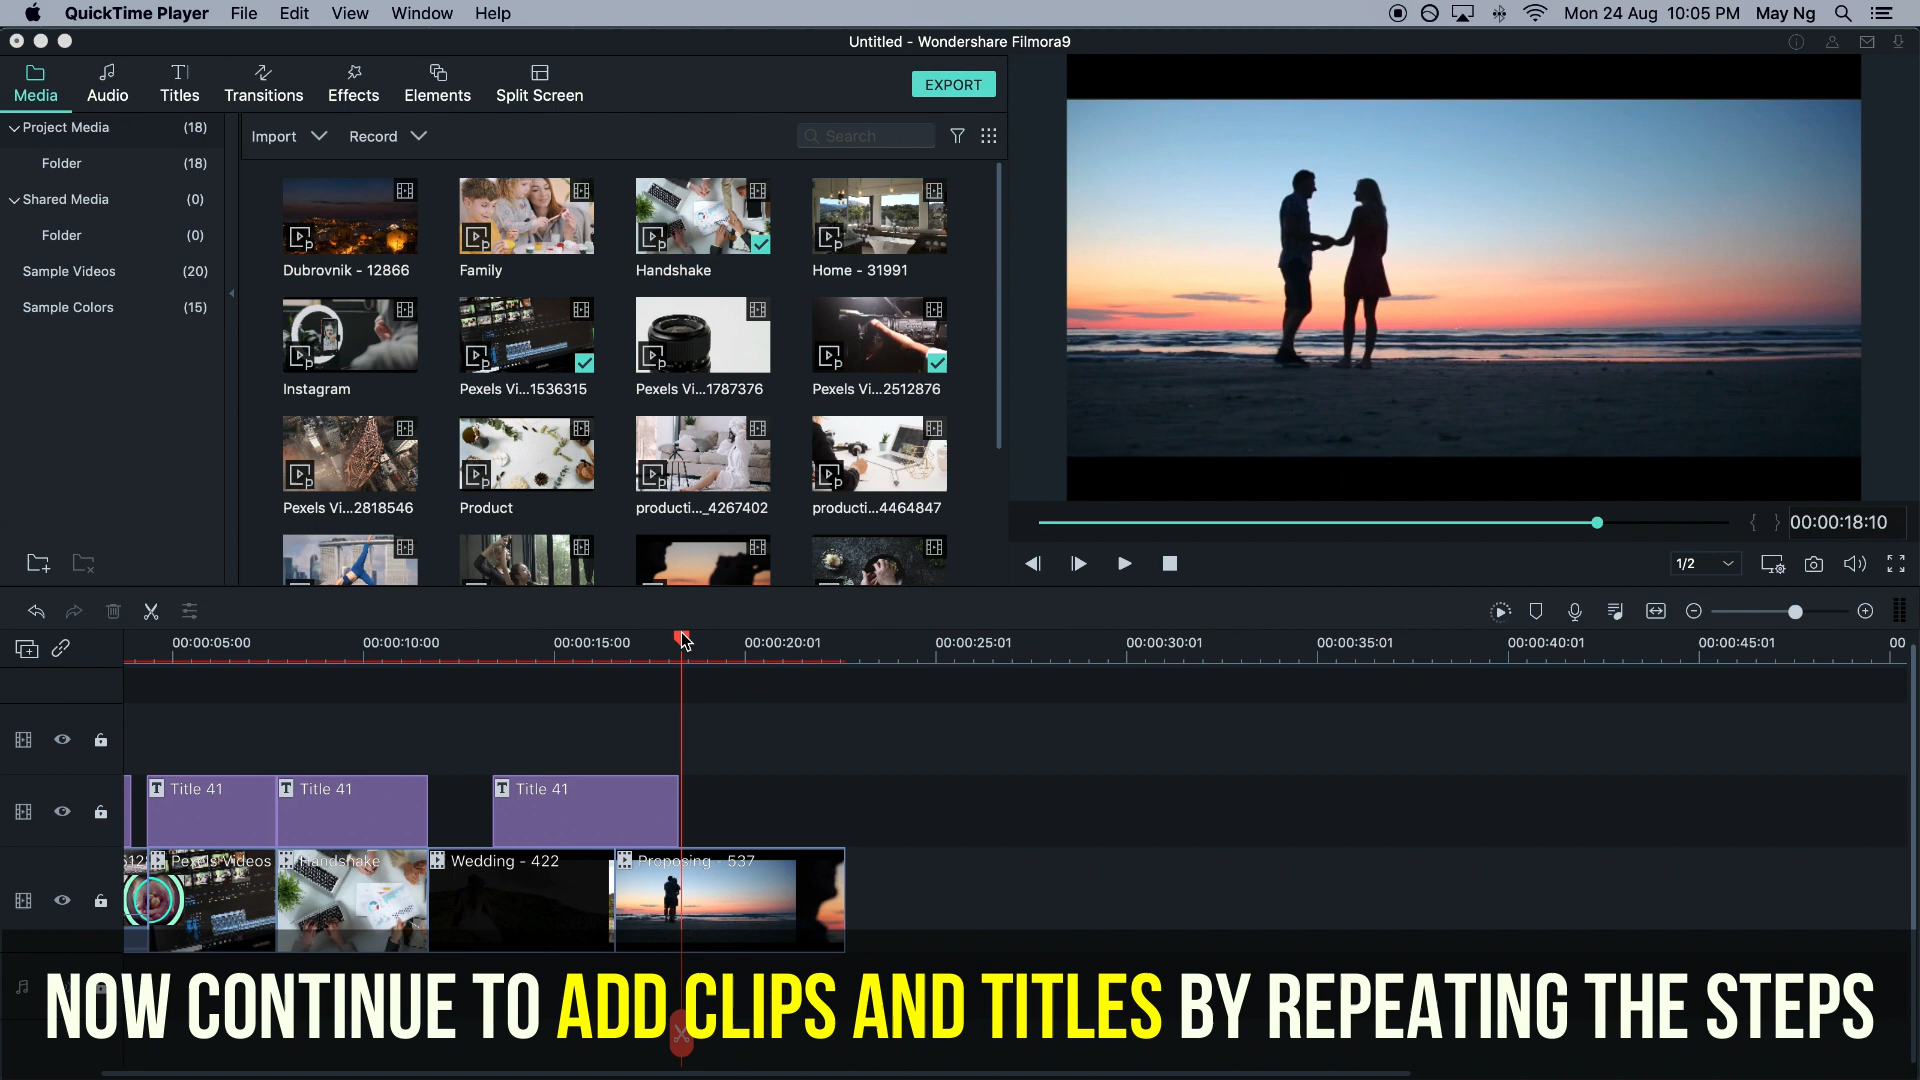 QuickTime Player File Edit View Window Help Mon 24 Aug 10:05 PM May Ng
Untitled - Wondershare Filmora9
Media Audio Titles Transitions Effects Elements Split Screen EXPORT
Project Media (18)
Folder (18)
Shared Media (0)
Folder (0)
Sample Videos (20)
Sample Colors (15)
Import Record Search
Dubrovnik - 12866 Family Handshake Home - 31991
Instagram Pexels Vi...1536315 Pexels Vi...1787376 Pexels Vi...2512876
Pexels Vi...2818546 Product producti..._4267402 producti...4464847
{ } 00:00:18:10
1/2
00:00:05:00 00:00:10:00 00:00:15:00 00:00:20:01 00:00:25:01 00:00:30:01 00:00:35:01 00:00:40:01 00:00:45:01 00
T Title 41 T Title 41 T Title 41
Pexels Videos Handshake Wedding - 422 Proposing - 537
NOW CONTINUE TO ADD CLIPS AND TITLES BY REPEATING THE STEPS